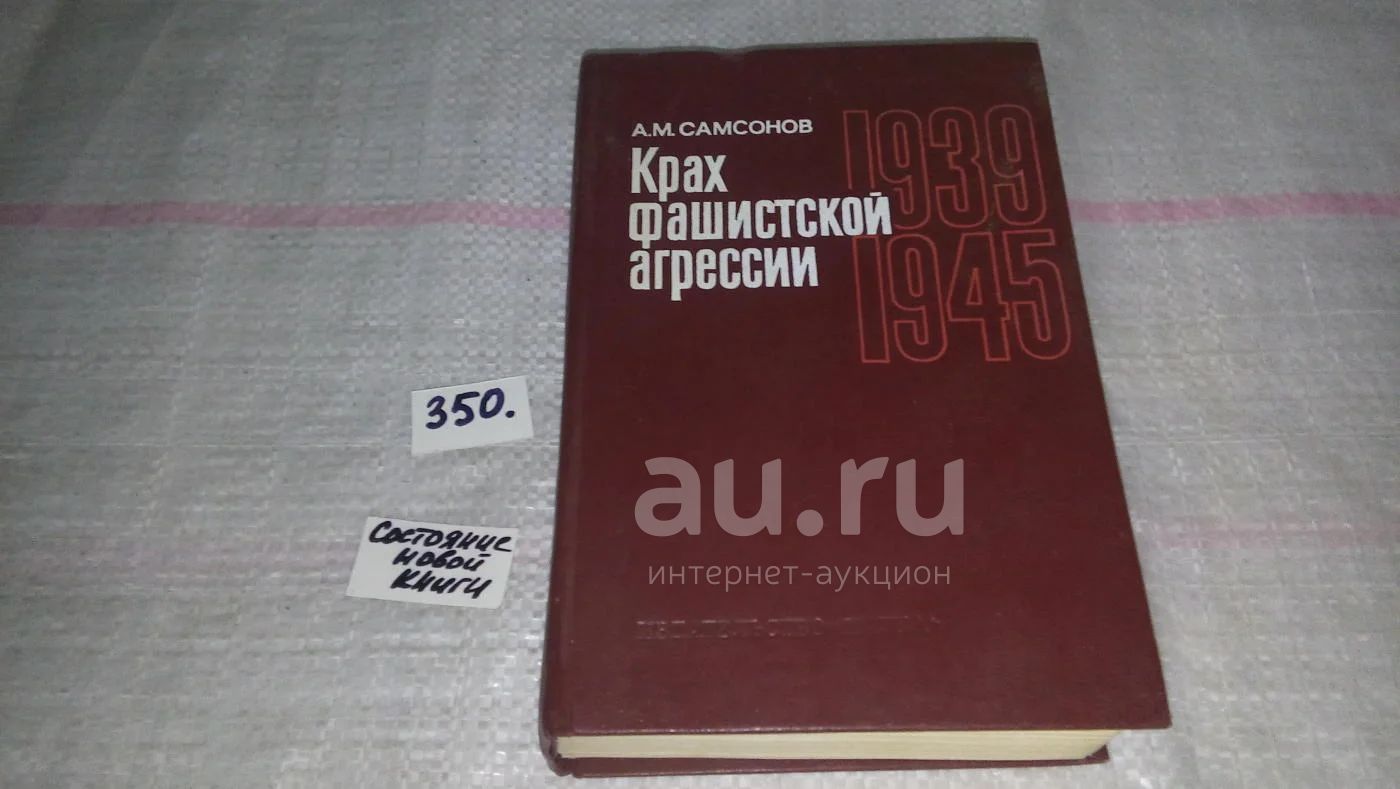 А.М. САМСОНОВ
Крах
фашистской
агрессии
1939
1945
350.
Состояние
новой
книги
au.ru
интернет-аукцион